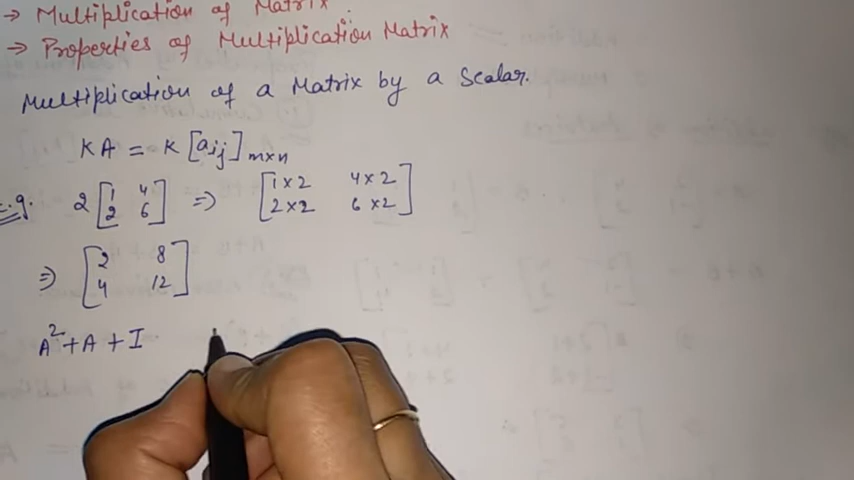 → Multiplication of Matrix.
→ Properties of Multiplication Matrix
Multiplication of a Matrix by a Scalar.
KA = K [aij]m×n
e.g. 2 [1 4 ⇒ [1×2 4×2
2 6] 2×2 6×2]
⇒ [2 8
4 12]
A²+A+I